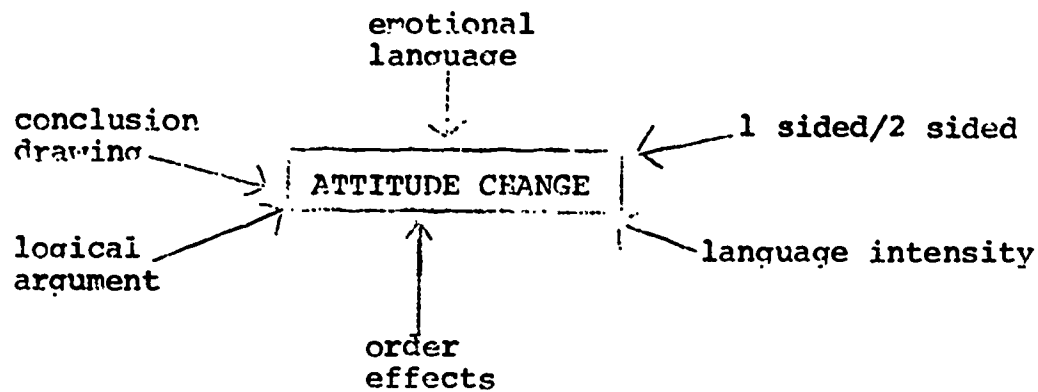 emotional
language
conclusion
drawing
1 sided/2 sided
ATTITUDE CHANGE
logical
argument
language intensity
order
effects